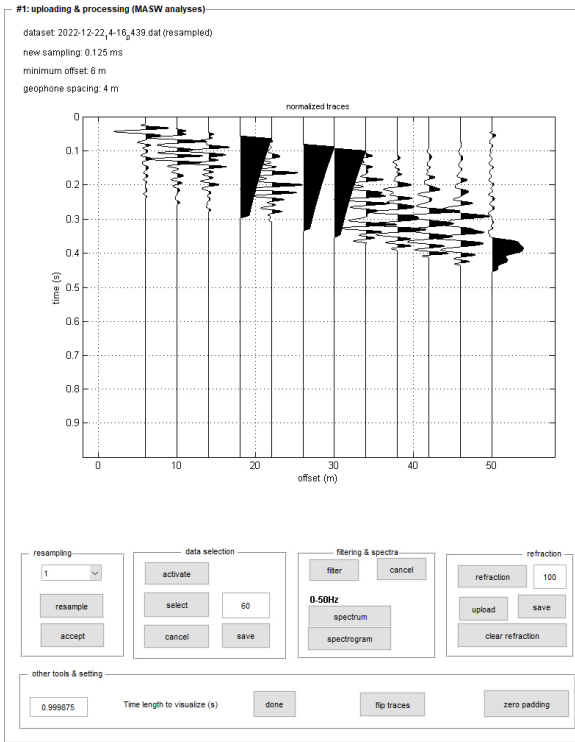 #1: uploading & processing (MASW analyses)
dataset: 2022-12-22₁4-16ₚ439.dat (resampled)
new sampling: 0.125 ms
minimum offset: 6 m
geophone spacing: 4 m
normalized traces
0
0.1
0.2
0.3
0.4
0.5
0.6
0.7
0.8
0.9
time (s)
0 10 20 30 40 50
offset (m)
resampling
1
resample
accept
data selection
activate
select 60
cancel save
filtering & spectra
filter cancel
0-50Hz
spectrum
spectrogram
refraction
refraction 100
upload save
clear refraction
other tools & setting
0.999875 Time length to visualize (s) done flip traces zero padding